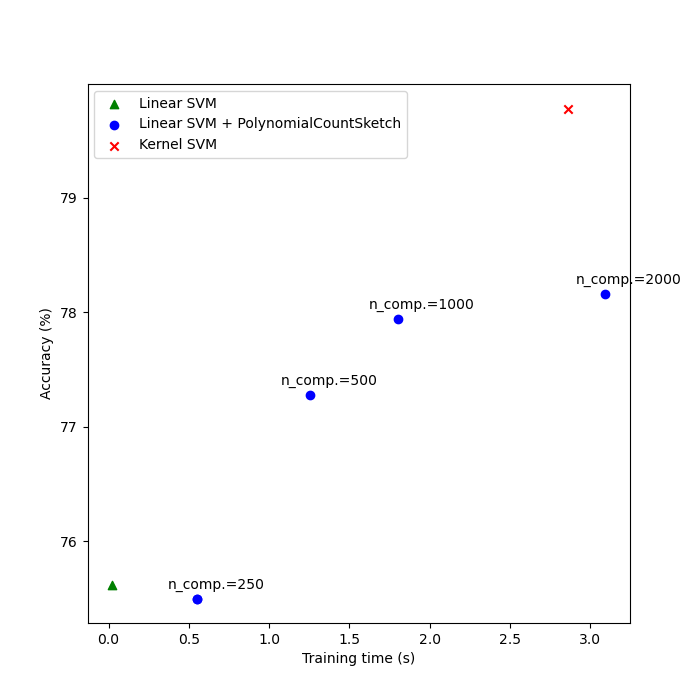 Linear SVM
Linear SVM + PolynomialCountSketch
Kernel SVM
79
78
77
76
Accuracy (%)
n_comp.=2000
n_comp.=1000
n_comp.=500
n_comp.=250
0.0 0.5 1.0 1.5 2.0 2.5 3.0
Training time (s)